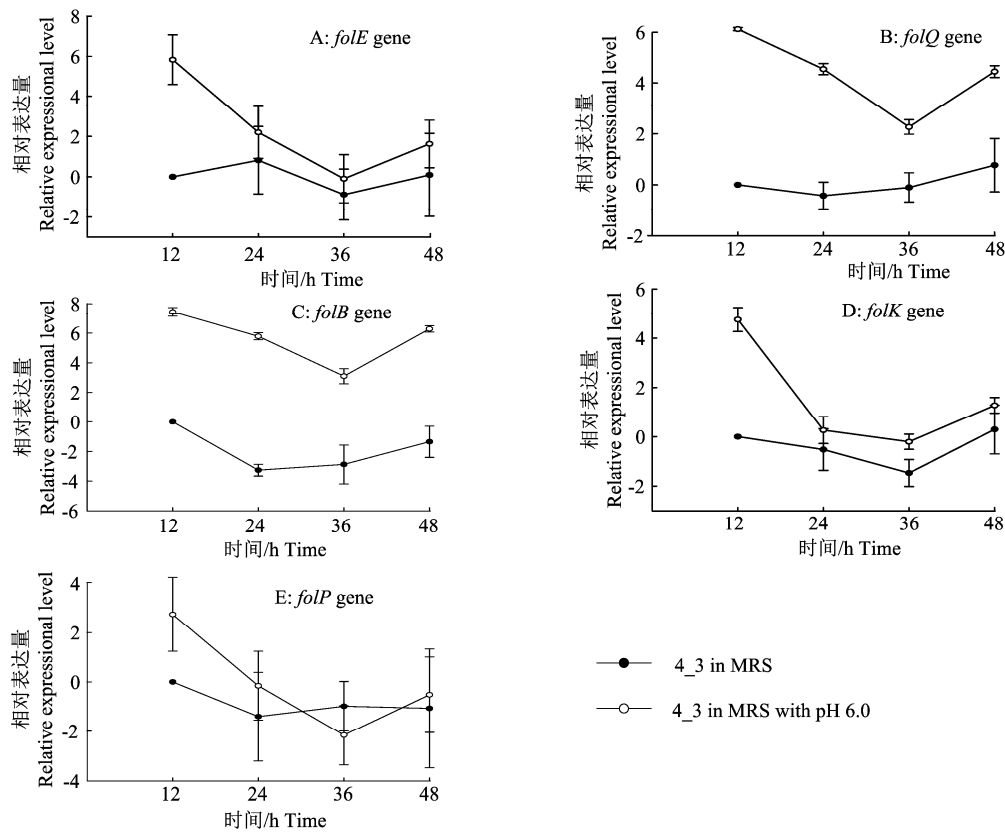 A: folE gene
相对表达量
Relative expressional level
8
6
4
2
0
-2
12
24
36
48
时间/h Time
B: folQ gene
相对表达量
Relative expressional level
6
4
2
0
-2
12
24
36
48
时间/h Time
C: folB gene
相对表达量
Relative expressional level
8
6
4
2
0
-2
-4
-6
12
24
36
48
时间/h Time
D: folK gene
相对表达量
Relative expressional level
6
4
2
0
-2
12
24
36
48
时间/h Time
E: folP gene
相对表达量
Relative expressional level
4
2
0
-2
-4
12
24
36
48
时间/h Time
4_3 in MRS
4_3 in MRS with pH 6.0